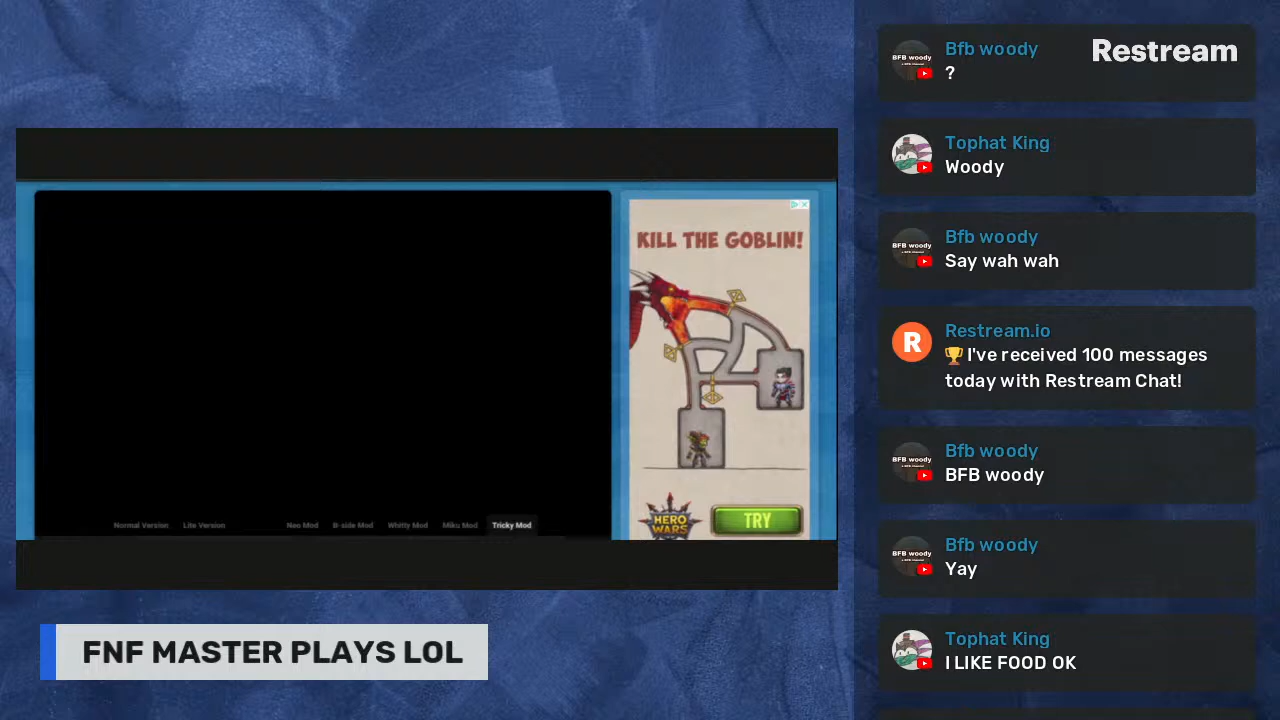 Restream
Bfb woody
?
Tophat King
Woody
Bfb woody
Say wah wah
Restream.io
🏆 I've received 100 messages
today with Restream Chat!
Bfb woody
BFB woody
Bfb woody
Yay
Tophat King
I LIKE FOOD OK
KILL THE GOBLIN!
HERO
WARS
TRY
Normal Version Lite Version Neo Mod B-side Mod Whitty Mod Miku Mod Tricky Mod
FNF MASTER PLAYS LOL